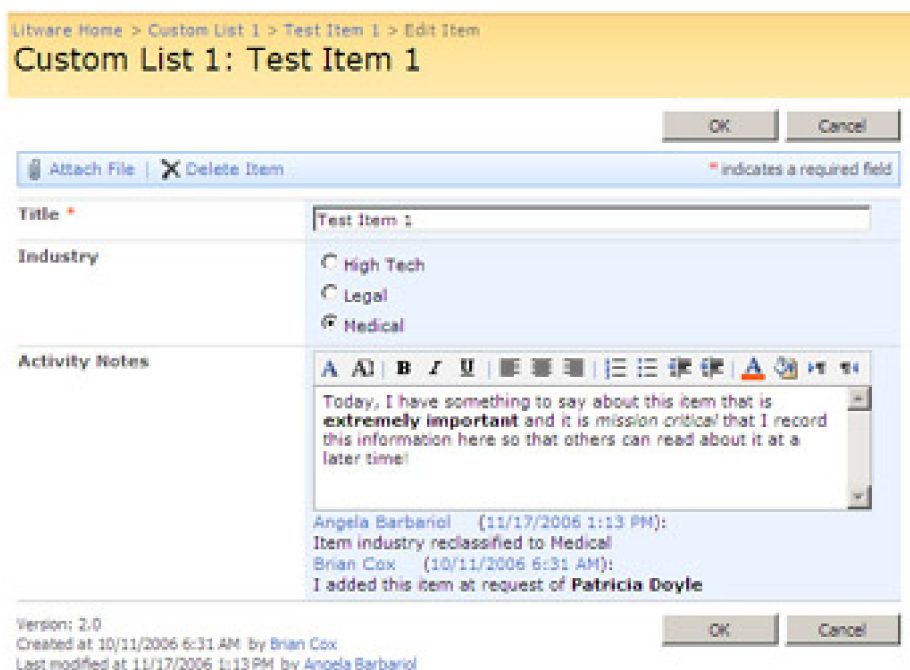 Litware Home > Custom List 1 > Test Item 1 > Edit Item
Custom List 1: Test Item 1
OK Cancel
Attach File | Delete Item * indicates a required field
Title * Test Item 1
Industry
High Tech
Legal
Medical
Activity Notes
A A B I U A
Today, I have something to say about this item that is
extremely important and it is mission critical that I record
this information here so that others can read about it at a
later time!
Angela Barbariol (11/17/2006 1:13 PM):
Item industry reclassified to Medical
Brian Cox (10/11/2006 6:31 AM):
I added this item at request of Patricia Doyle
Version: 2.0
Created at 10/11/2006 6:31 AM by Brian Cox
Last modified at 11/17/2006 1:13 PM by Angela Barbariol
OK Cancel